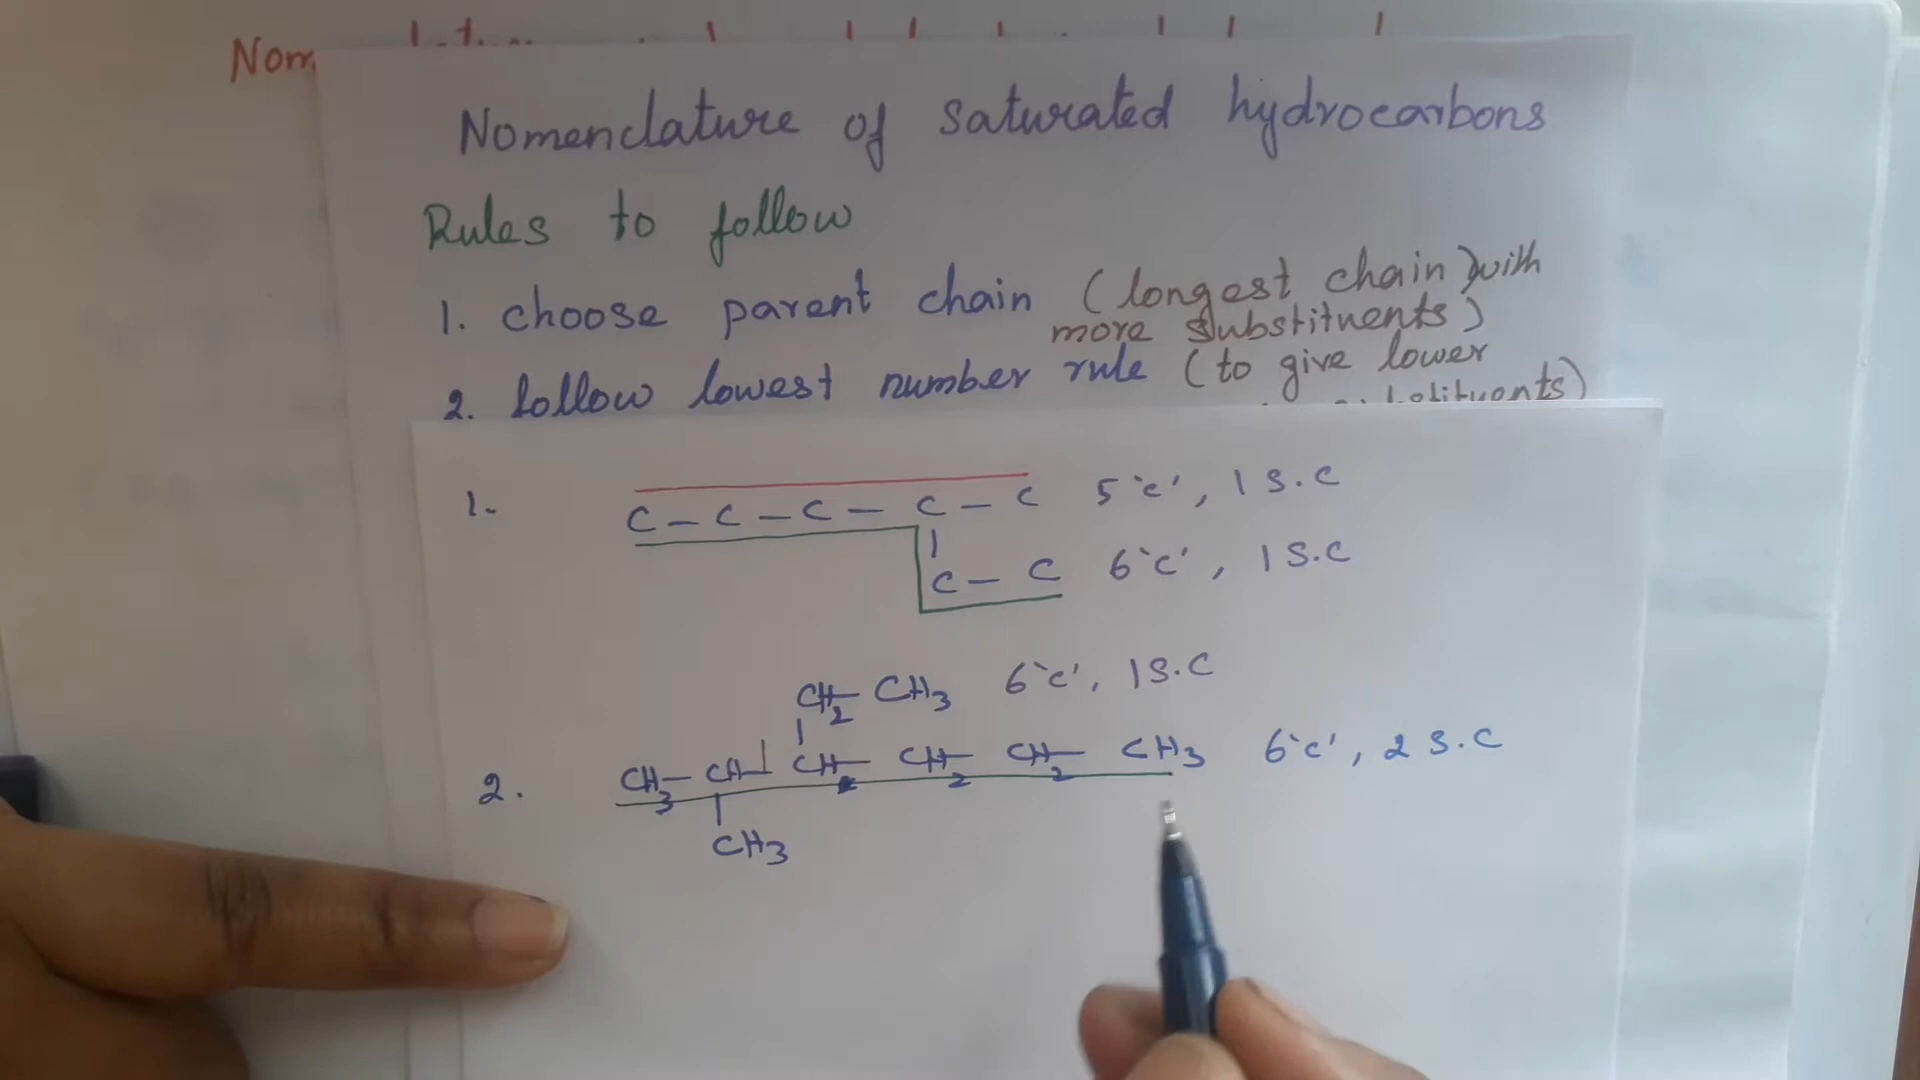 Nom
Nomenclature of saturated hydrocarbons
Rules to follow
1. choose parent chain (longest chain) with
more substituents)
2. follow lowest number rule (to give lower
substituents)
1. C - C - C - C - C 5'c', 1 S.C
C - C 6'c', 1 S.C
CH2 - CH3 6'c', 1 S.C
2. CH3 - CH - CH - CH2 - CH2 - CH3 6'c', 2 S.C
CH3